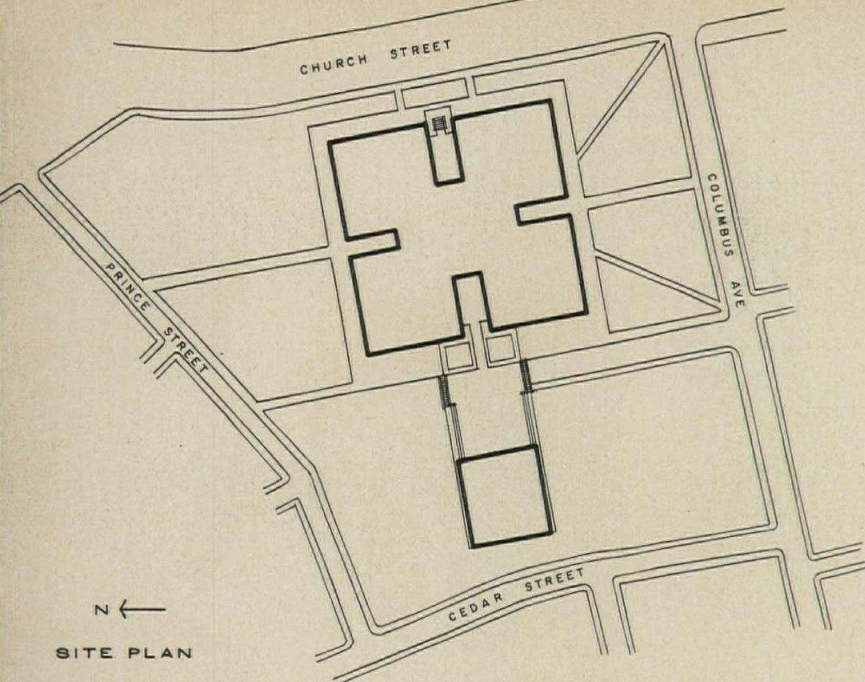 CHURCH STREET
COLUMBUS AVE
PRINCE STREET
CEDAR STREET
N
SITE PLAN